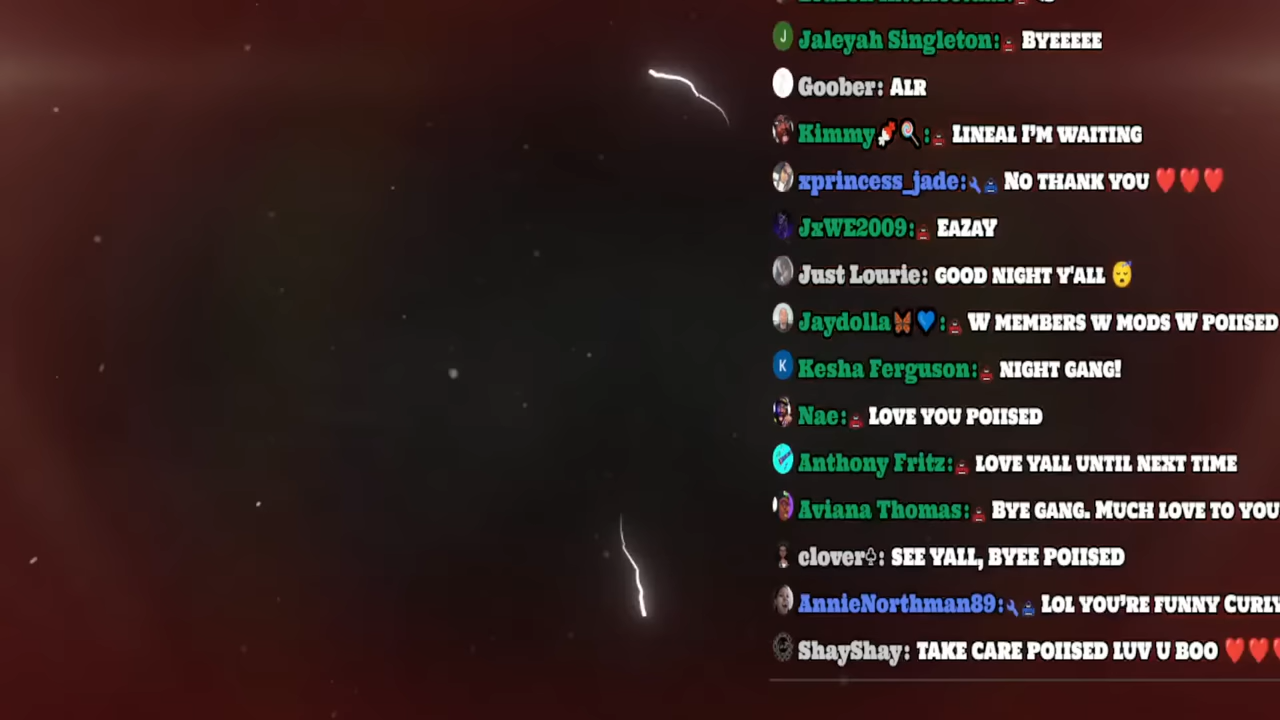 Jaleyah Singleton: BYEEEEE
Goober: ALR
Kimmy📌🍭: LINEAL I'M WAITING
xprincess_jade: NO THANK YOU ❤️❤️❤️
JxWE2009: EAZAY
Just Lourie: GOOD NIGHT Y'ALL 😴
Jaydolla🦋💙: W MEMBERS W MODS W POIISED
Kesha Ferguson: NIGHT GANG!
Nae: LOVE YOU POIISED
Anthony Fritz: LOVE YALL UNTIL NEXT TIME
Aviana Thomas: BYE GANG. MUCH LOVE TO YOU
clover♧: SEE YALL, BYEE POIISED
AnnieNorthman89: LOL YOU'RE FUNNY CURLY
ShayShay: TAKE CARE POIISED LUV U BOO ❤️❤️❤️